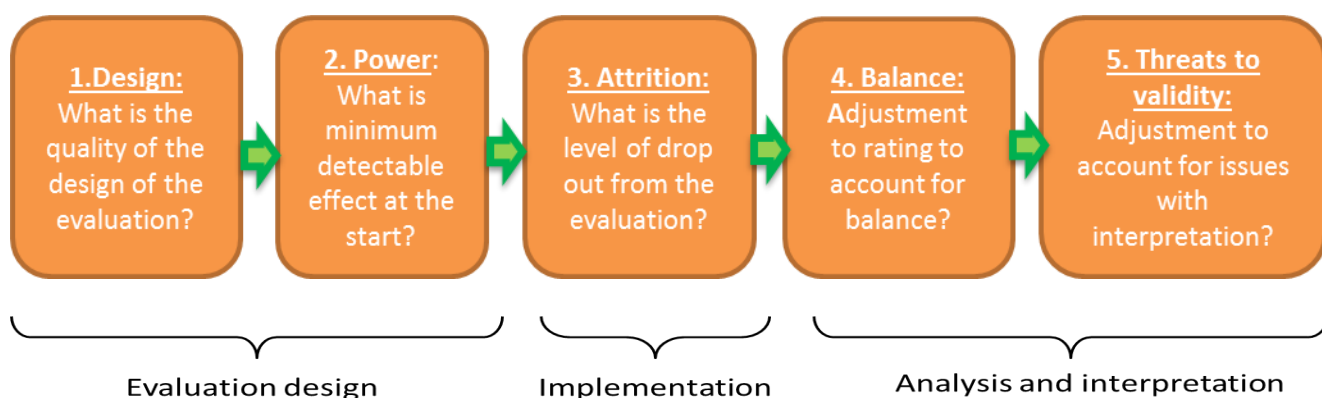 1.Design:
What is the
quality of the
design of the
evaluation?
2. Power:
What is
minimum
detectable
effect at the
start?
3. Attrition:
What is the
level of drop
out from the
evaluation?
4. Balance:
Adjustment
to rating to
account for
balance?
5. Threats to
validity:
Adjustment to
account for issues
with
interpretation?
Evaluation design
Implementation
Analysis and interpretation